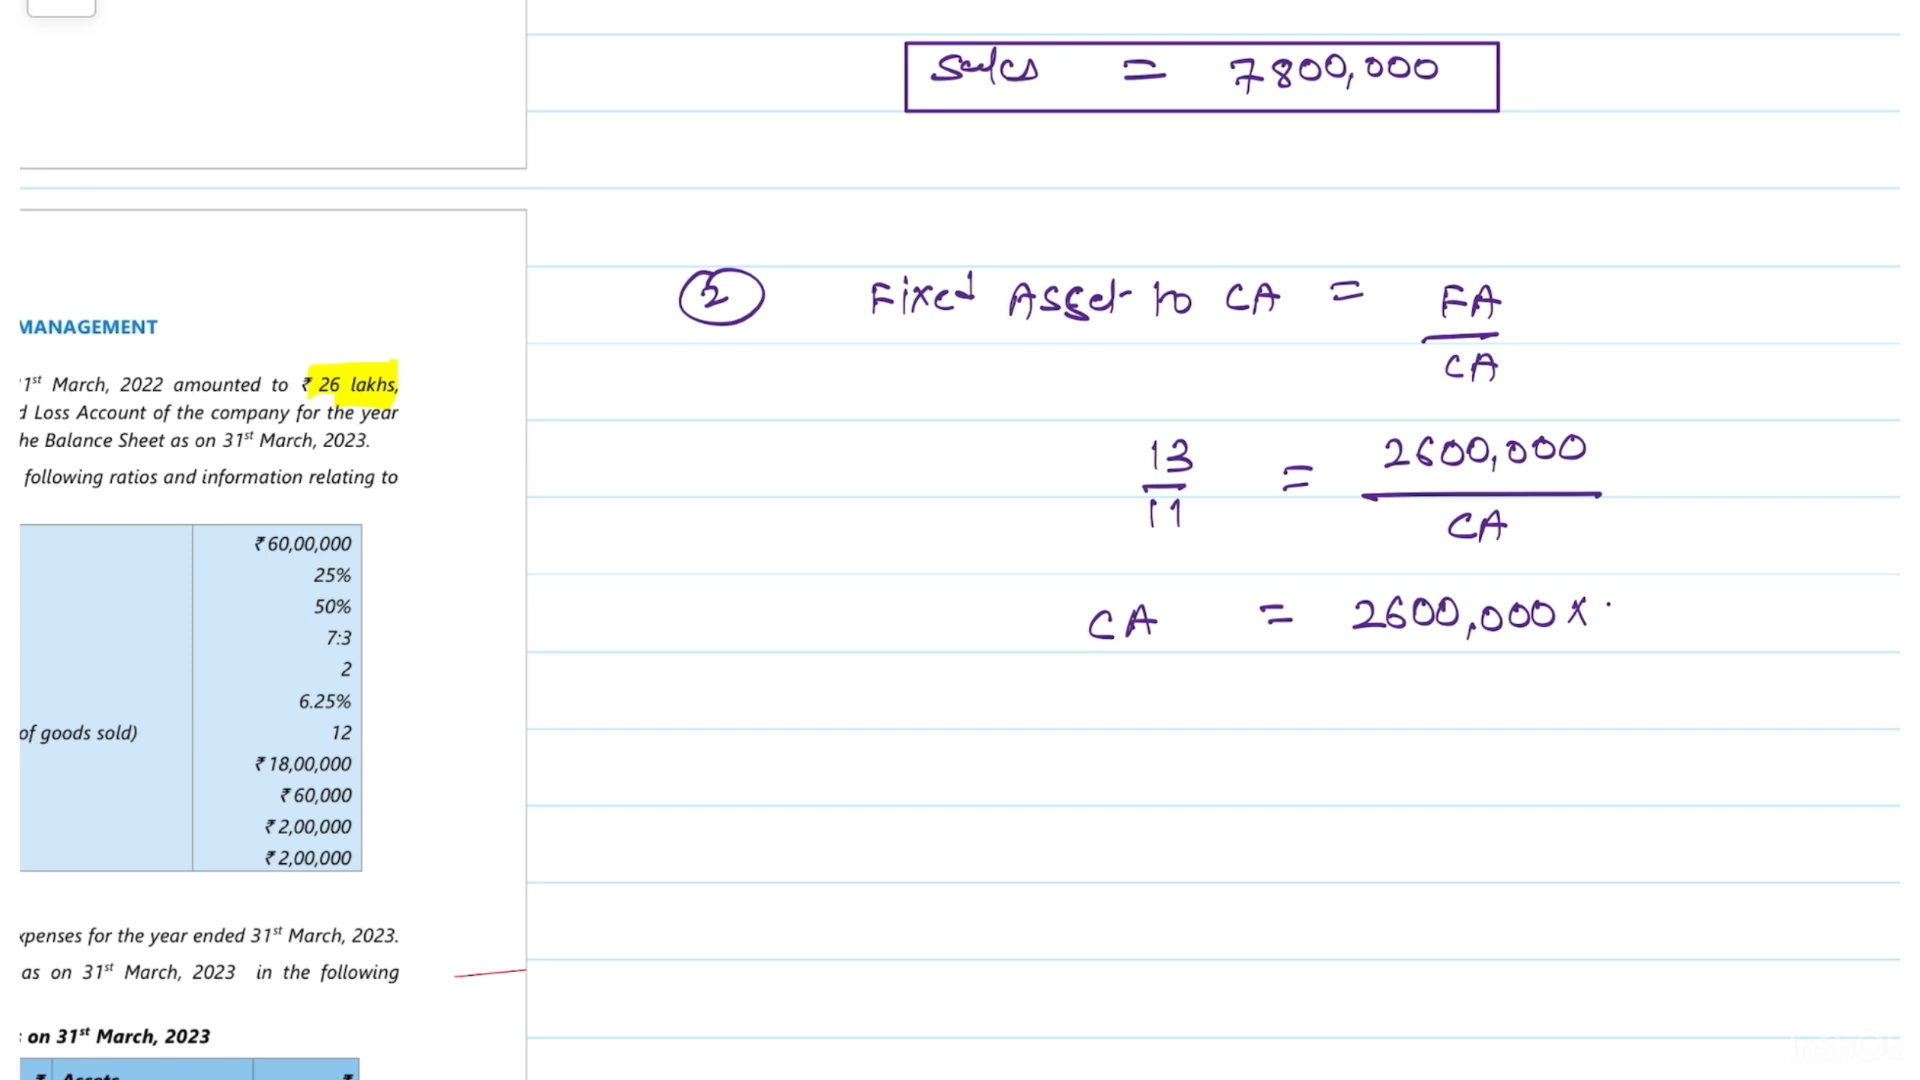 Sales = 7800,000
MANAGEMENT
1st March, 2022 amounted to ₹ 26 lakhs,
d Loss Account of the company for the year
he Balance Sheet as on 31st March, 2023.
following ratios and information relating to
₹ 60,00,000
25%
50%
7:3
2
6.25%
of goods sold) 12
₹ 18,00,000
₹ 60,000
₹ 2,00,000
₹ 2,00,000
xpenses for the year ended 31st March, 2023.
as on 31st March, 2023 in the following
on 31st March, 2023
₹ Assets ₹
2 Fixed Asset to CA = FA
CA
13 = 2600,000
11 CA
CA = 2600,000 x